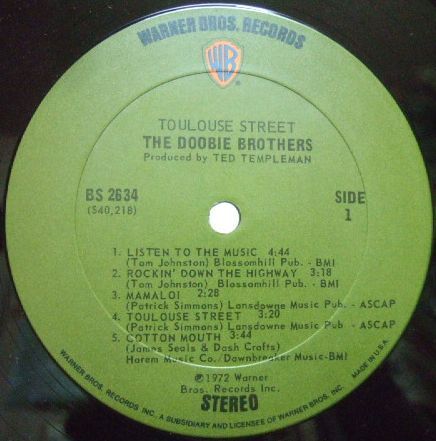 WARNER BROS. RECORDS
WB
TOULOUSE STREET
THE DOOBIE BROTHERS
Produced by TED TEMPLEMAN
BS 2634
(S40,218)
SIDE
1
1. LISTEN TO THE MUSIC 4:44
(Tom Johnston) Blossomhill Pub. - BMI
2. ROCKIN' DOWN THE HIGHWAY 3:18
(Tom Johnston) Blossomhill Pub. - BMI
3. MAMALOI 2:28
(Patrick Simmons) Lansdowne Music Pub. - ASCAP
4. TOULOUSE STREET 3:20
(Patrick Simmons) Lansdowne Music Pub. - ASCAP
5. COTTON MOUTH 3:44
(James Seals & Dash Crofts)
Harem Music Co./Dawnbreaker Music-BMI
℗1972 Warner
Bros. Records Inc.
STEREO
WARNER BROS. RECORDS INC., A SUBSIDIARY AND LICENSEE OF WARNER BROS. INC. MADE IN U.S.A.